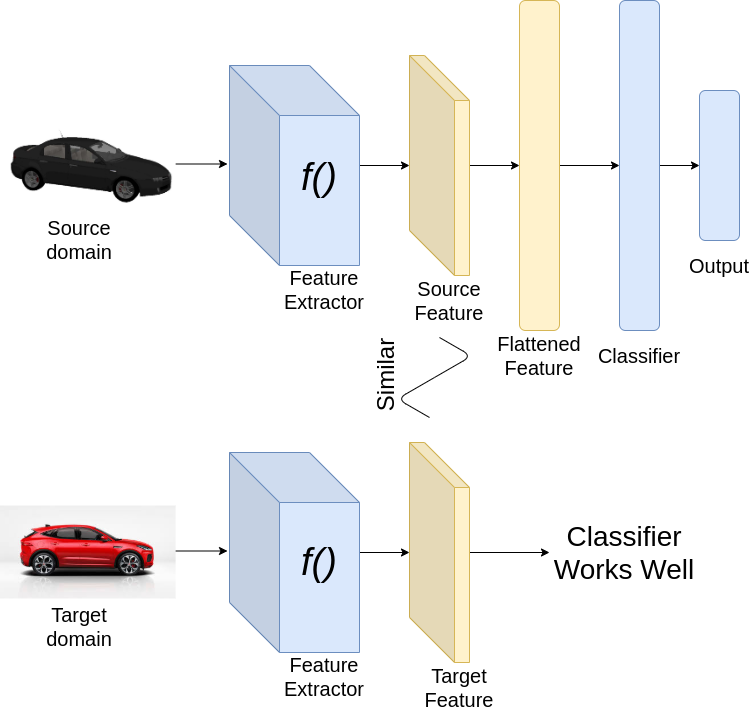 f()
Source
domain
Feature
Extractor
Source
Feature
Flattened
Feature
Classifier
Output
Similar
f()
Classifier
Works Well
Target
domain
Feature
Extractor
Target
Feature